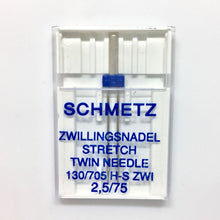 SCHMETZ
ZWILLINGSNADEL
STRETCH
TWIN NEEDLE
130/705 H-S ZWI
2,5/75